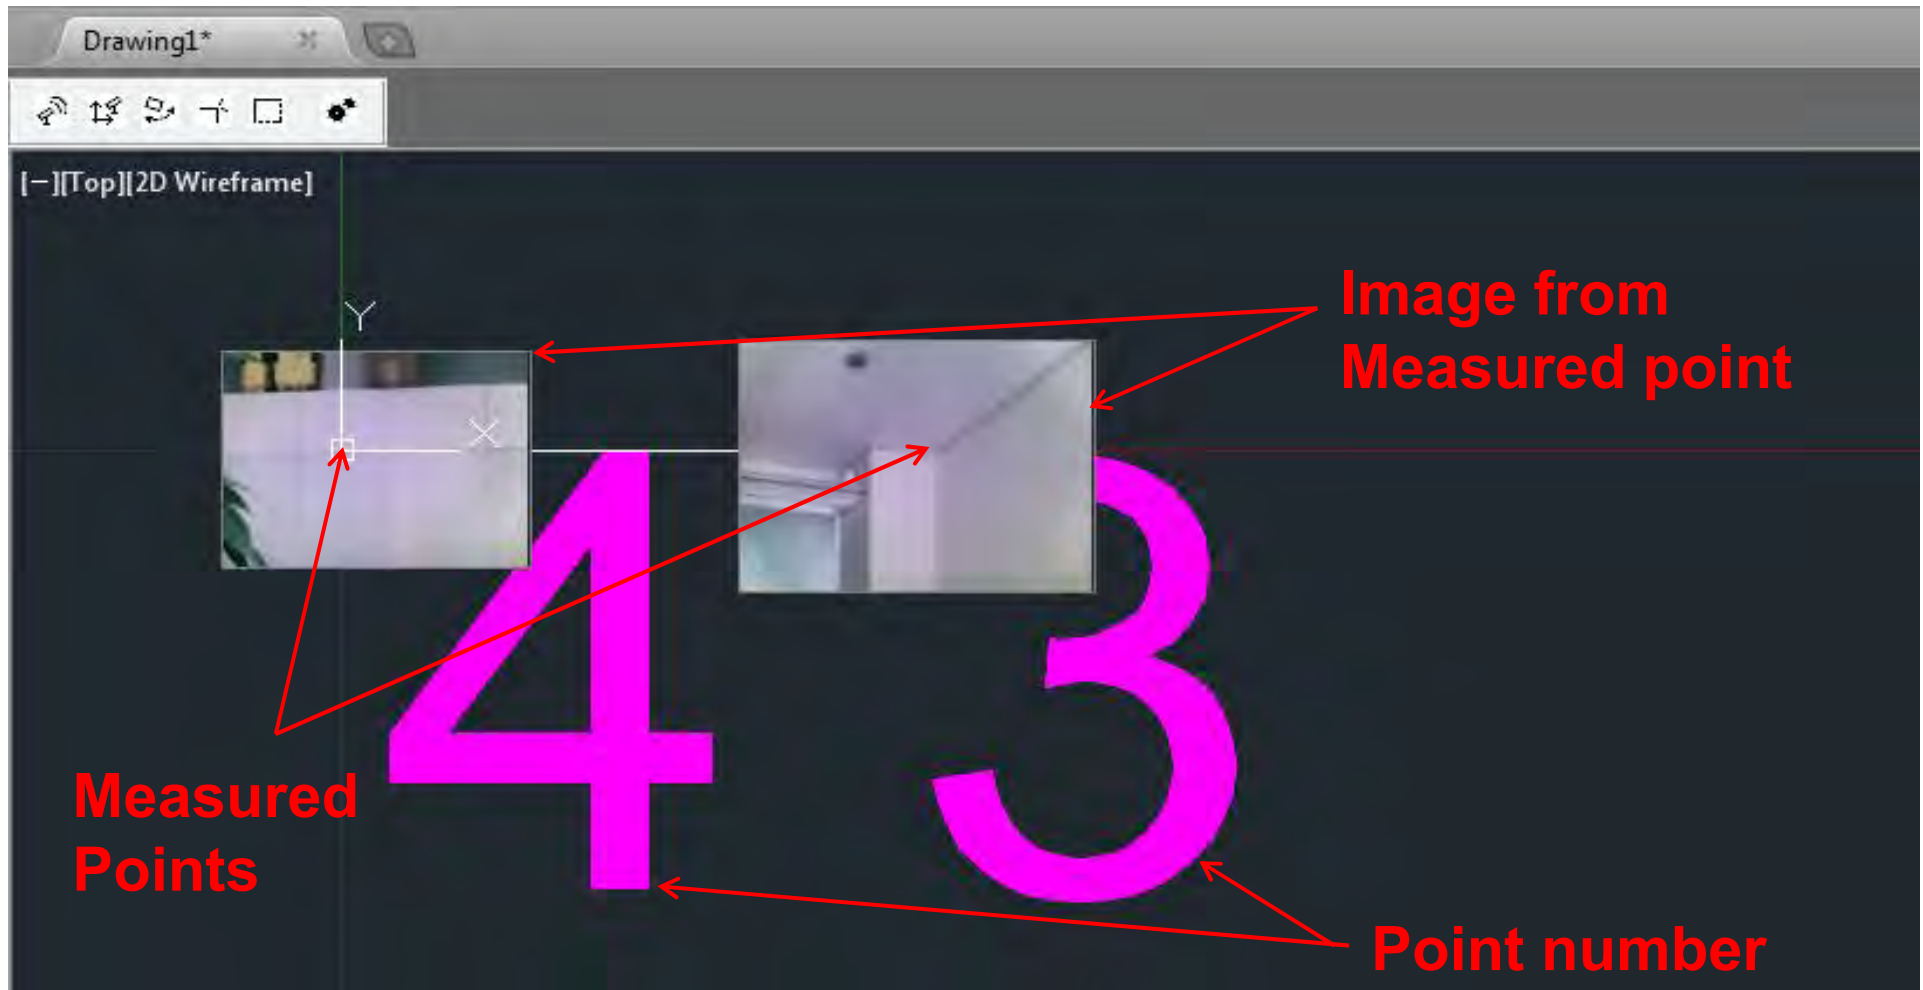 Drawing1*
[−][Top][2D Wireframe]
Y
Image from
Measured point
X
4 3
Measured
Points
Point number